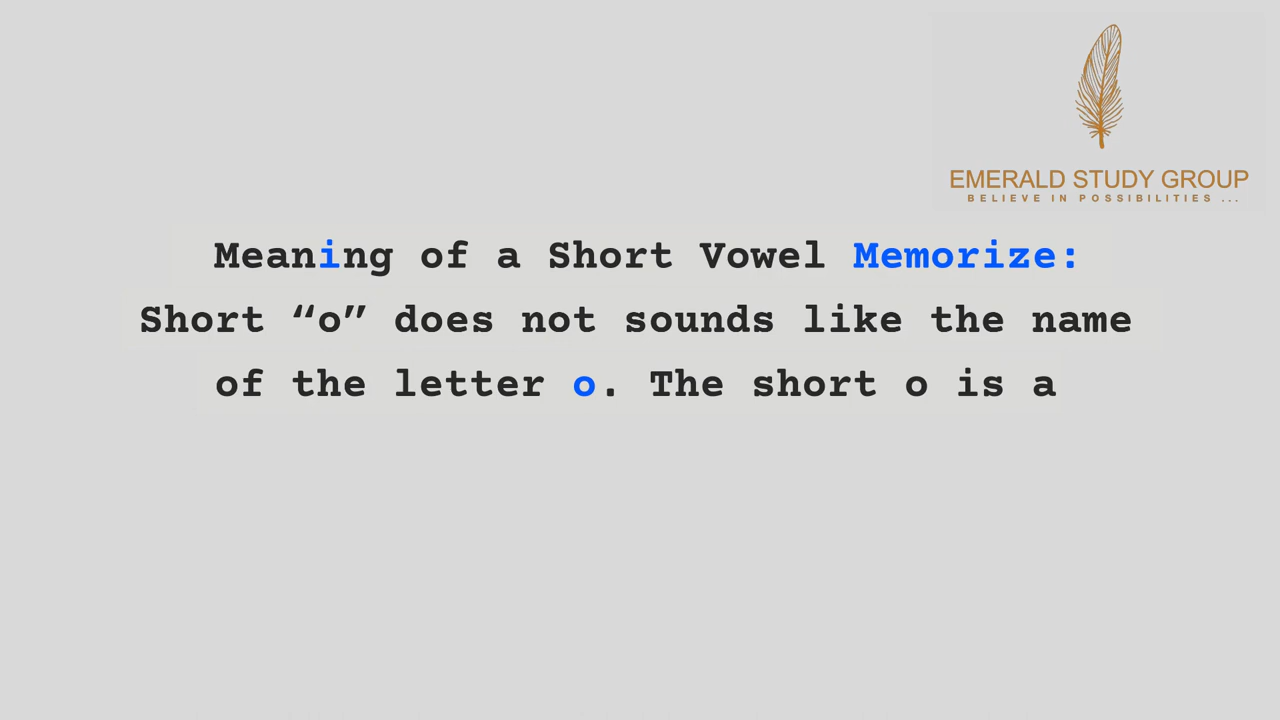 EMERALD STUDY GROUP
BELIEVE IN POSSIBILITIES ...
Meaning of a Short Vowel Memorize:
Short “o” does not sounds like the name
of the letter o. The short o is a